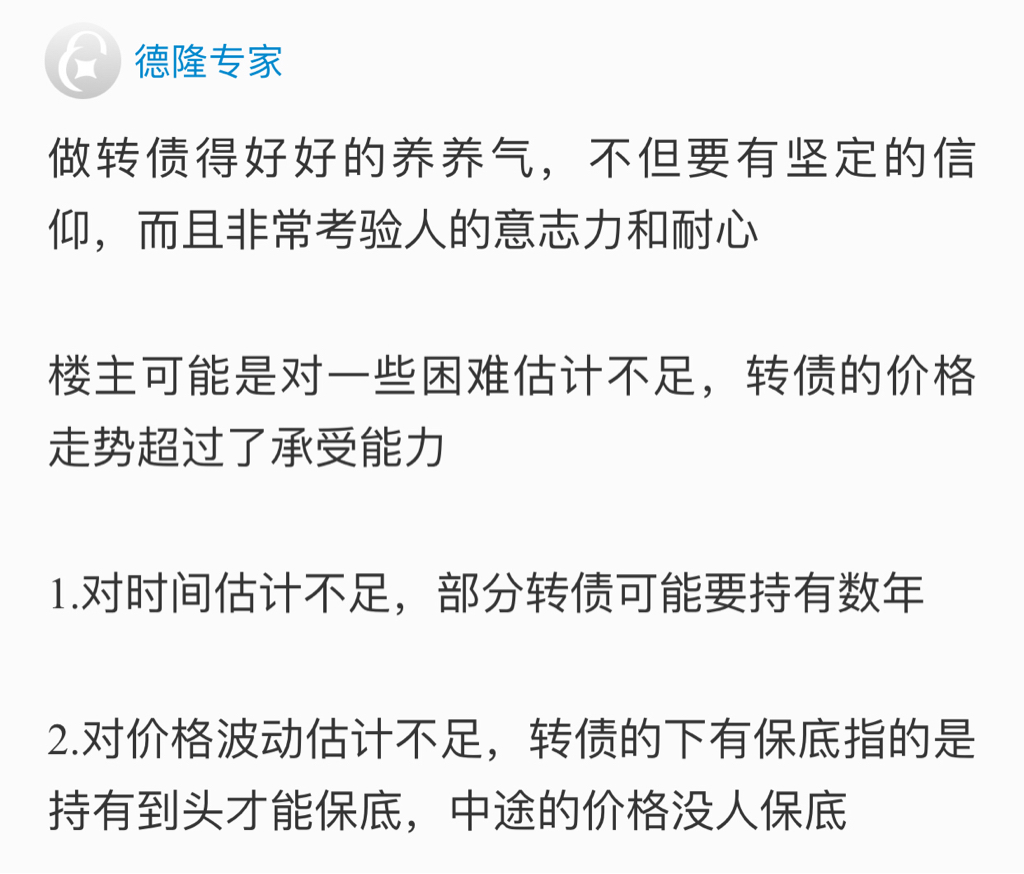 德隆专家
做转债得好好的养养气，不但要有坚定的信
仰，而且非常考验人的意志力和耐心
楼主可能是对一些困难估计不足，转债的价格
走势超过了承受能力
1.对时间估计不足，部分转债可能要持有数年
2.对价格波动估计不足，转债的下有保底指的是
持有到头才能保底，中途的价格没人保底